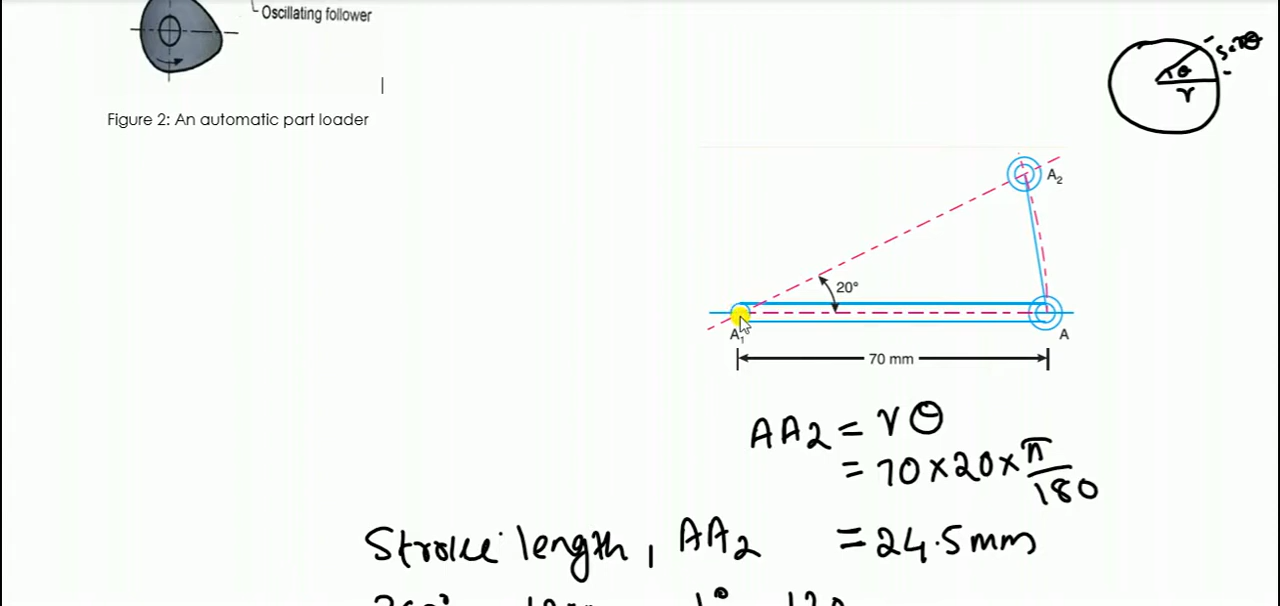 Oscillating follower
Figure 2: An automatic part loader
S=rθ
θ
r
A₂
20°
A₁
A
70 mm
AA₂ = rθ
= 70×20×π/180
Stroke length, AA₂ = 24.5mm